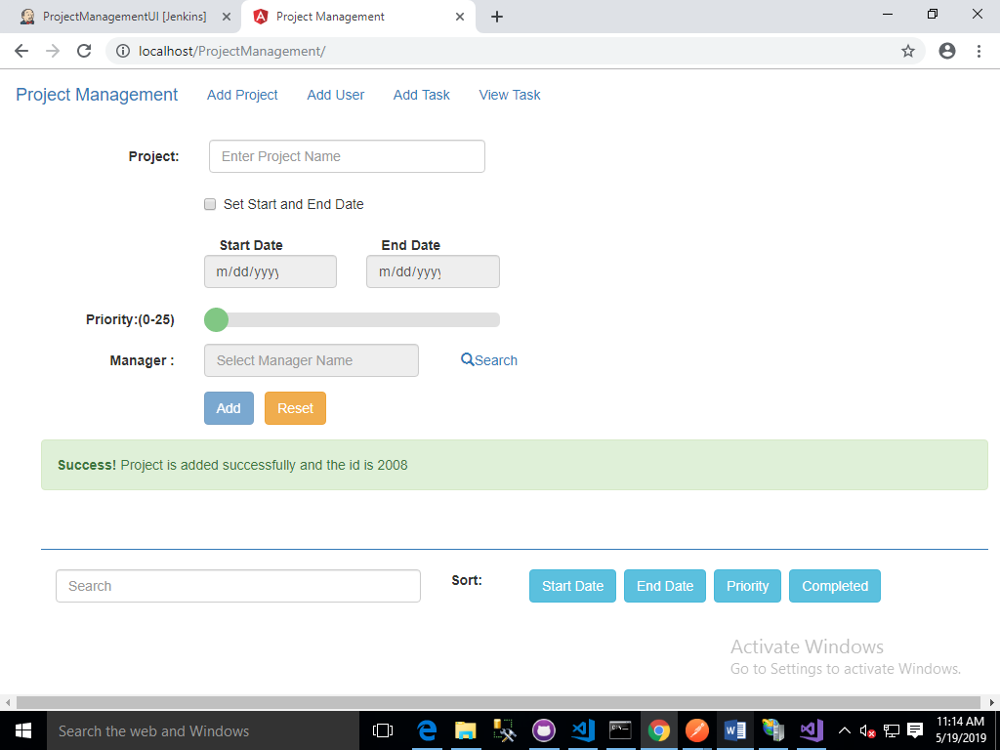 ProjectManagementUI [Jenkins]
Project Management
localhost/ProjectManagement/
Project Management Add Project Add User Add Task View Task
Project: Enter Project Name
Set Start and End Date
Start Date End Date
m/dd/yyyy m/dd/yyyy
Priority:(0-25)
Manager : Select Manager Name Search
Add Reset
Success! Project is added successfully and the id is 2008
Search Sort: Start Date End Date Priority Completed
Activate Windows
Go to Settings to activate Windows.
Search the web and Windows
11:14 AM
5/19/2019